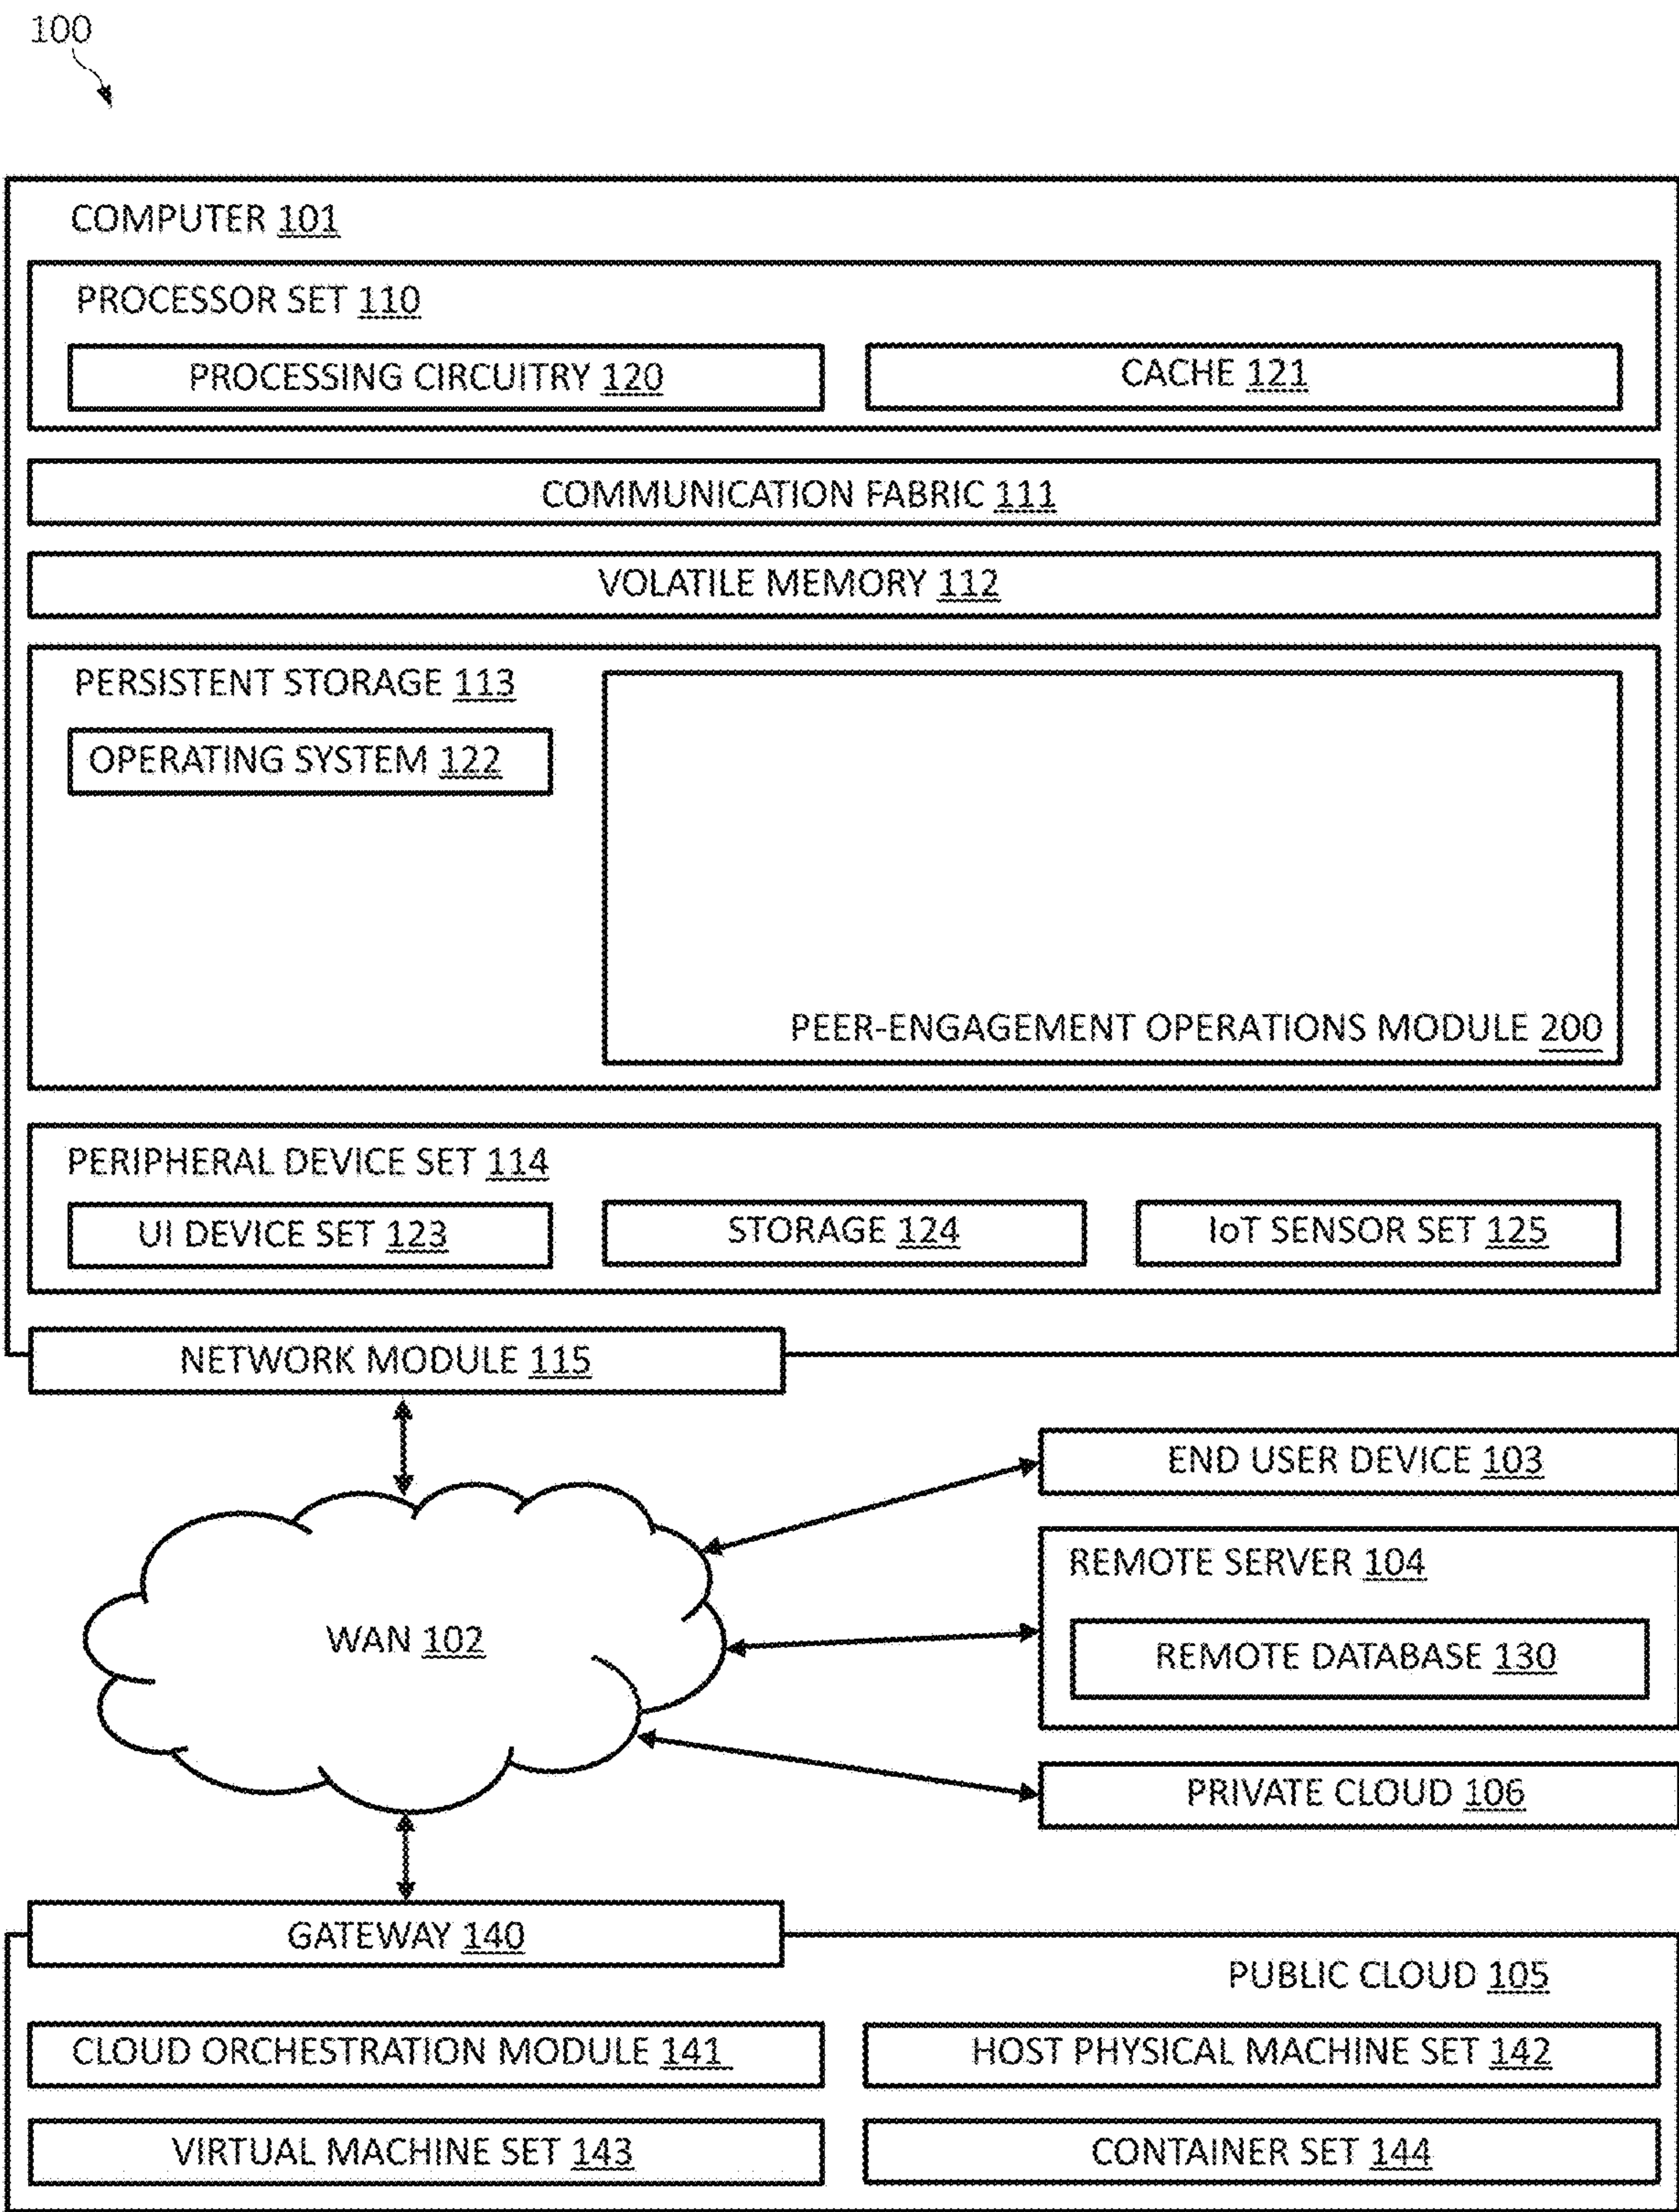 100
COMPUTER 101
PROCESSOR SET 110
PROCESSING CIRCUITRY 120
CACHE 121
COMMUNICATION FABRIC 111
VOLATILE MEMORY 112
PERSISTENT STORAGE 113
OPERATING SYSTEM 122
PEER-ENGAGEMENT OPERATIONS MODULE 200
PERIPHERAL DEVICE SET 114
UI DEVICE SET 123
STORAGE 124
IoT SENSOR SET 125
NETWORK MODULE 115
END USER DEVICE 103
REMOTE SERVER 104
WAN 102
REMOTE DATABASE 130
PRIVATE CLOUD 106
GATEWAY 140
PUBLIC CLOUD 105
CLOUD ORCHESTRATION MODULE 141
HOST PHYSICAL MACHINE SET 142
VIRTUAL MACHINE SET 143
CONTAINER SET 144